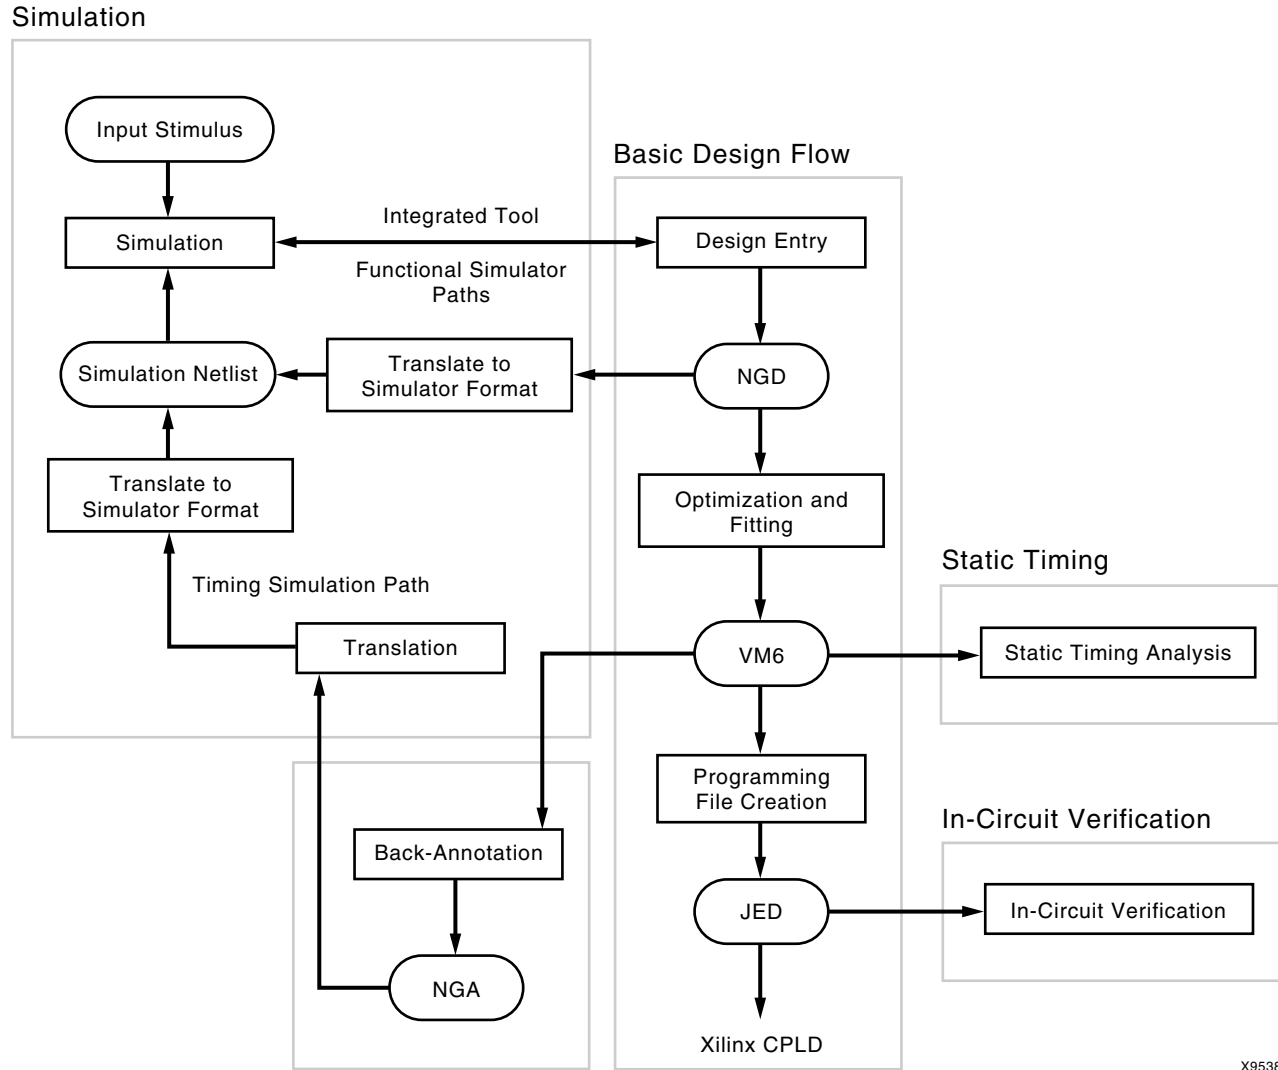 Simulation
Input Stimulus
Basic Design Flow
Integrated Tool
Simulation
Design Entry
Functional Simulator
Paths
Translate to
Simulator Format
Simulation Netlist
NGD
Translate to
Simulator Format
Optimization and
Fitting
Static Timing
Timing Simulation Path
Translation
VM6
Static Timing Analysis
Programming
File Creation
In-Circuit Verification
Back-Annotation
JED
In-Circuit Verification
NGA
Xilinx CPLD
X9538